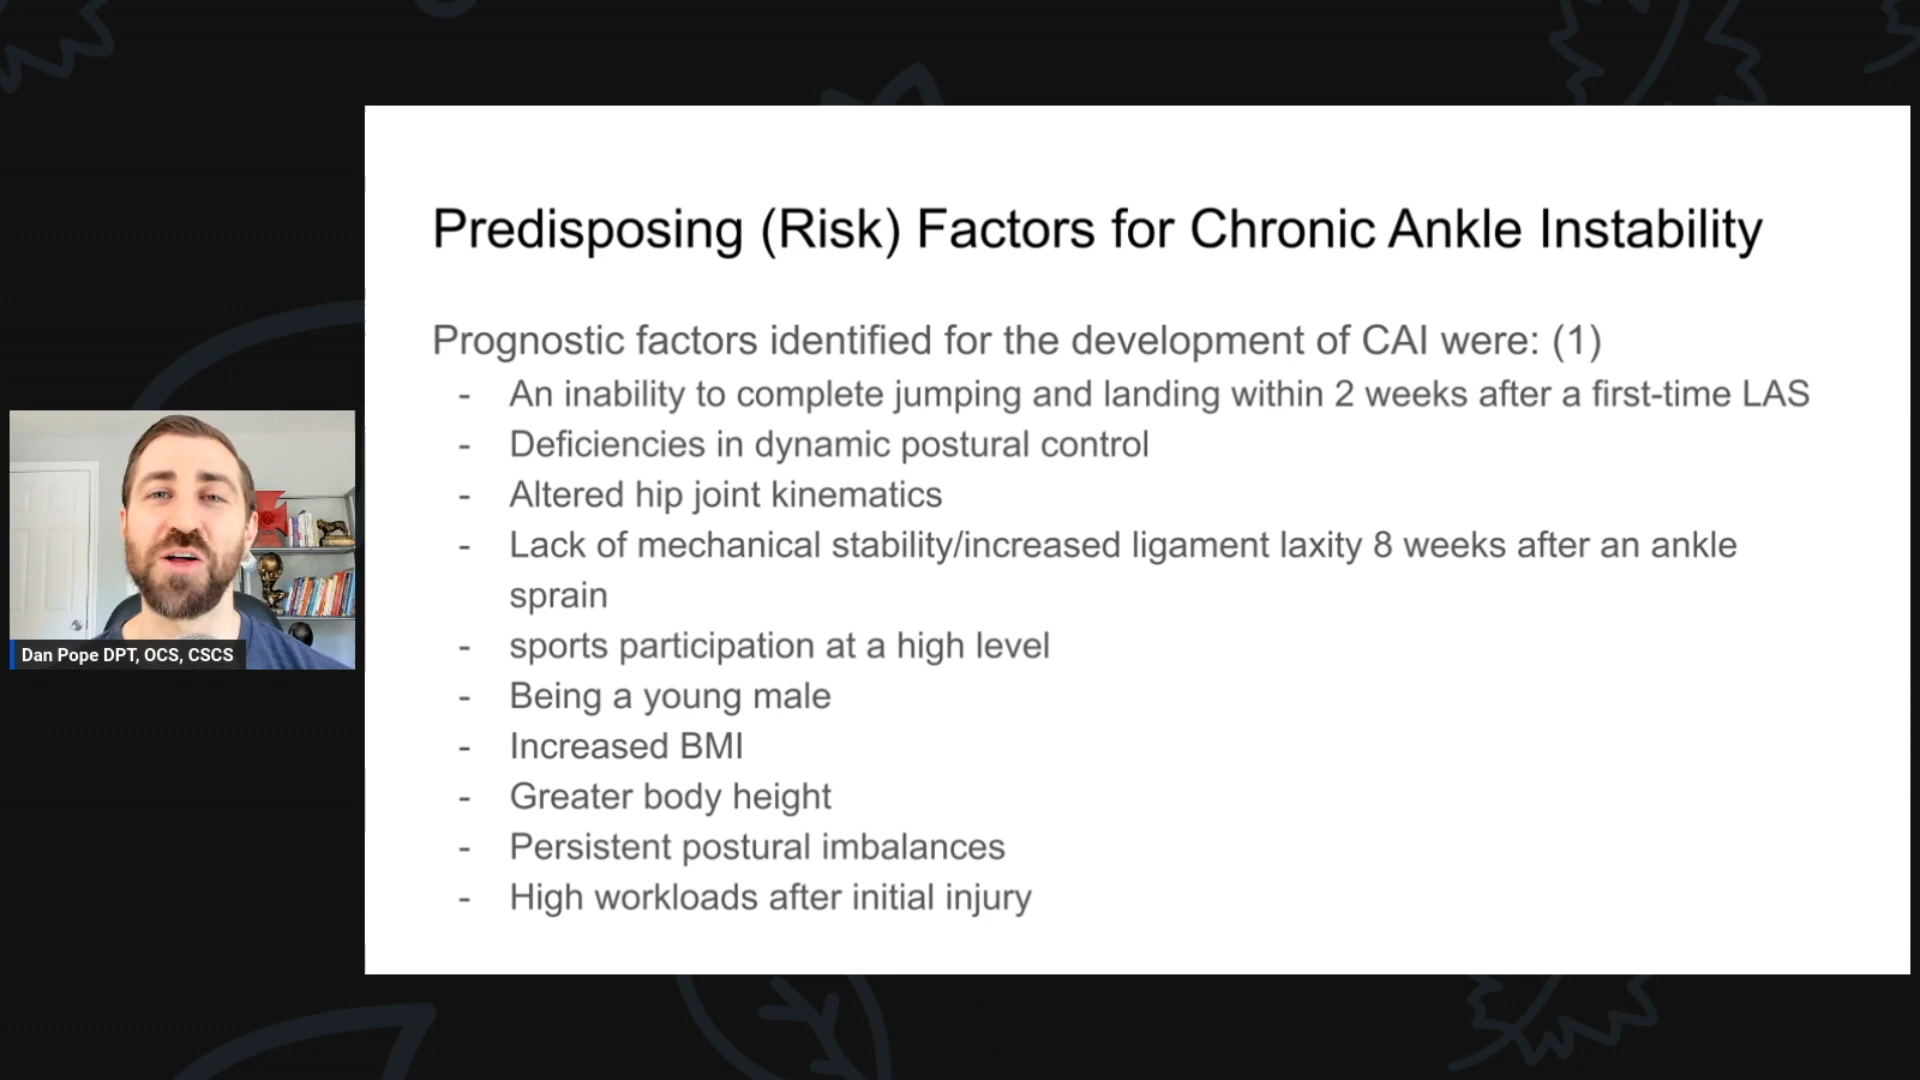 Predisposing (Risk) Factors for Chronic Ankle Instability
Prognostic factors identified for the development of CAI were: (1)
- An inability to complete jumping and landing within 2 weeks after a first-time LAS
- Deficiencies in dynamic postural control
- Altered hip joint kinematics
- Lack of mechanical stability/increased ligament laxity 8 weeks after an ankle
sprain
- sports participation at a high level
- Being a young male
- Increased BMI
- Greater body height
- Persistent postural imbalances
- High workloads after initial injury
Dan Pope DPT, OCS, CSCS